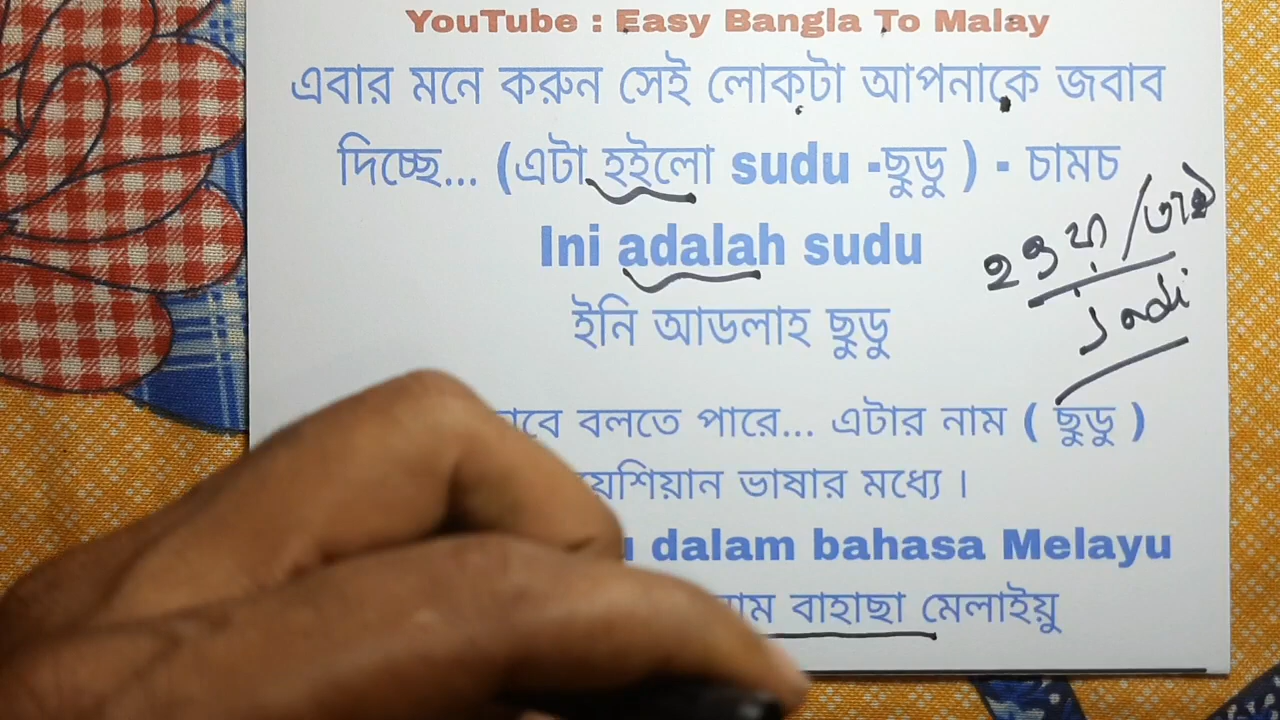 YouTube : Easy Bangla To Malay
এবার মনে করুন সেই লোকটা আপনাকে জবাব
দিচ্ছে... (এটা হইলো sudu -ছুডু ) - চামচ
Ini adalah sudu
ইনি আডলাহ ছুডু
হওয়া /
jadi
বলতে পারে... এটার নাম ( ছুডু )
ভাষার মধ্যে ।
dalam bahasa Melayu
বাহাছা মেলাইয়ু